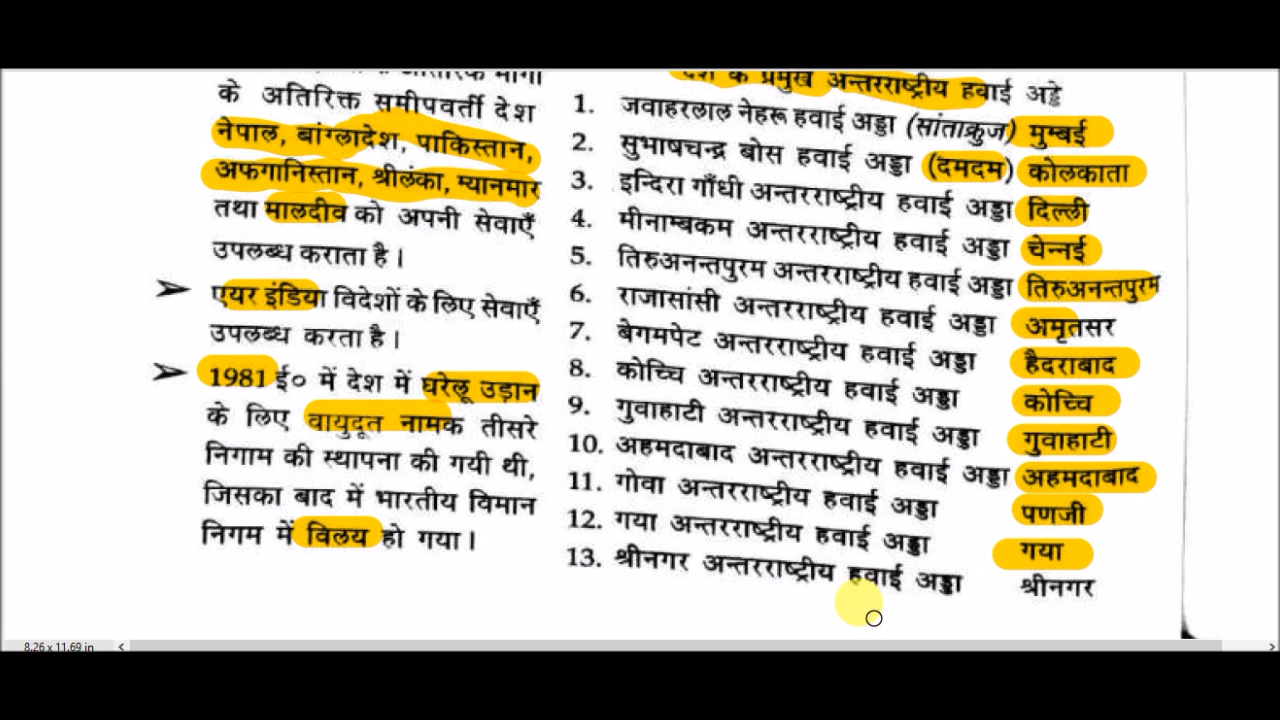 के अतिरिक्त समीपवर्ती देश
नेपाल, बांग्लादेश, पाकिस्तान,
अफगानिस्तान, श्रीलंका, म्यानमार
तथा मालदीव को अपनी सेवाएँ
उपलब्ध कराता है।
➢ एयर इंडिया विदेशों के लिए सेवाएँ
उपलब्ध करता है।
➢ 1981 ई० में देश में घरेलू उड़ान
के लिए वायुदूत नामक तीसरे
निगम की स्थापना की गयी थी,
जिसका बाद में भारतीय विमान
निगम में विलय हो गया।
देश के प्रमुख अन्तरराष्ट्रीय हवाई अड्डे
1. जवाहरलाल नेहरू हवाई अड्डा (सांताक्रुज) मुम्बई
2. सुभाषचन्द्र बोस हवाई अड्डा (दमदम) कोलकाता
3. इन्दिरा गाँधी अन्तरराष्ट्रीय हवाई अड्डा दिल्ली
4. मीनाम्बकम अन्तरराष्ट्रीय हवाई अड्डा चेन्नई
5. तिरुअनन्तपुरम अन्तरराष्ट्रीय हवाई अड्डा तिरुअनन्तपुरम
6. राजासांसी अन्तरराष्ट्रीय हवाई अड्डा अमृतसर
7. बेगमपेट अन्तरराष्ट्रीय हवाई अड्डा हैदराबाद
8. कोच्चि अन्तरराष्ट्रीय हवाई अड्डा कोच्चि
9. गुवाहाटी अन्तरराष्ट्रीय हवाई अड्डा गुवाहाटी
10. अहमदाबाद अन्तरराष्ट्रीय हवाई अड्डा अहमदाबाद
11. गोवा अन्तरराष्ट्रीय हवाई अड्डा पणजी
12. गया अन्तरराष्ट्रीय हवाई अड्डा गया
13. श्रीनगर अन्तरराष्ट्रीय हवाई अड्डा श्रीनगर
8.26 x 11.69 in